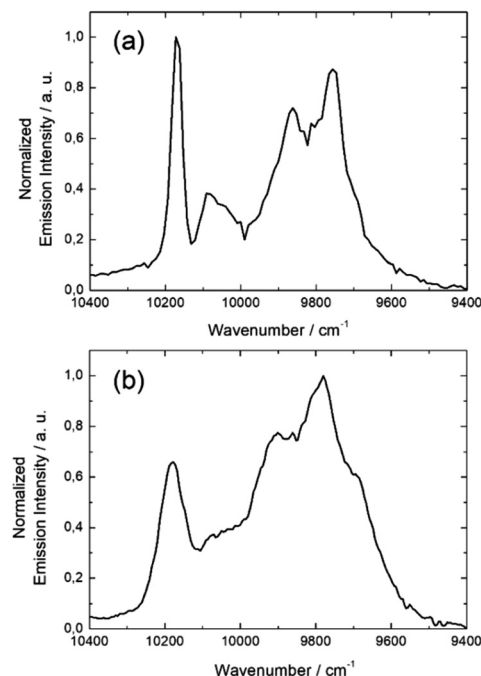 (a)
Normalized
Emission Intensity / a. u.
1,0
0,8
0,6
0,4
0,2
0,0
10400 10200 10000 9800 9600 9400
Wavenumber / cm⁻¹
(b)
Normalized
Emission Intensity / a. u.
1,0
0,8
0,6
0,4
0,2
0,0
10400 10200 10000 9800 9600 9400
Wavenumber / cm⁻¹